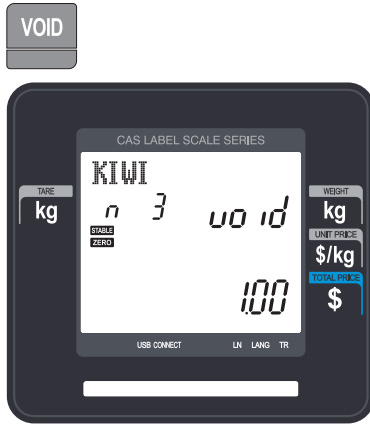 VOID
CAS LABEL SCALE SERIES
KIWI
TARE
kg
n 3 void
WEIGHT
kg
STABLE
ZERO
UNIT PRICE
$/kg
TOTAL PRICE
$
1.00
USB CONNECT LN LANG TR